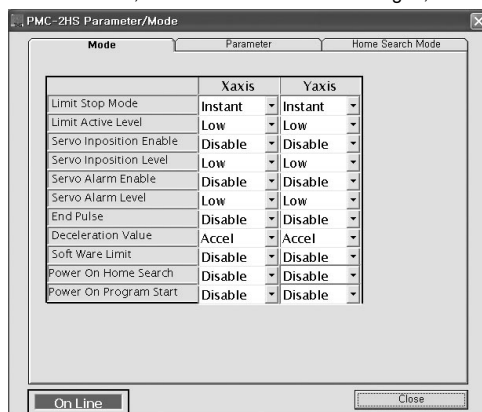 PMC-2HS Parameter/Mode
Mode Parameter Home Search Mode
Xaxis Yaxis
Limit Stop Mode Instant Instant
Limit Active Level Low Low
Servo Inposition Enable Disable Disable
Servo Inposition Level Low Low
Servo Alarm Enable Disable Disable
Servo Alarm Level Low Low
End Pulse Disable Disable
Deceleration Value Accel Accel
Soft Ware Limit Disable Disable
Power On Home Search Disable Disable
Power On Program Start Disable Disable
On Line Close